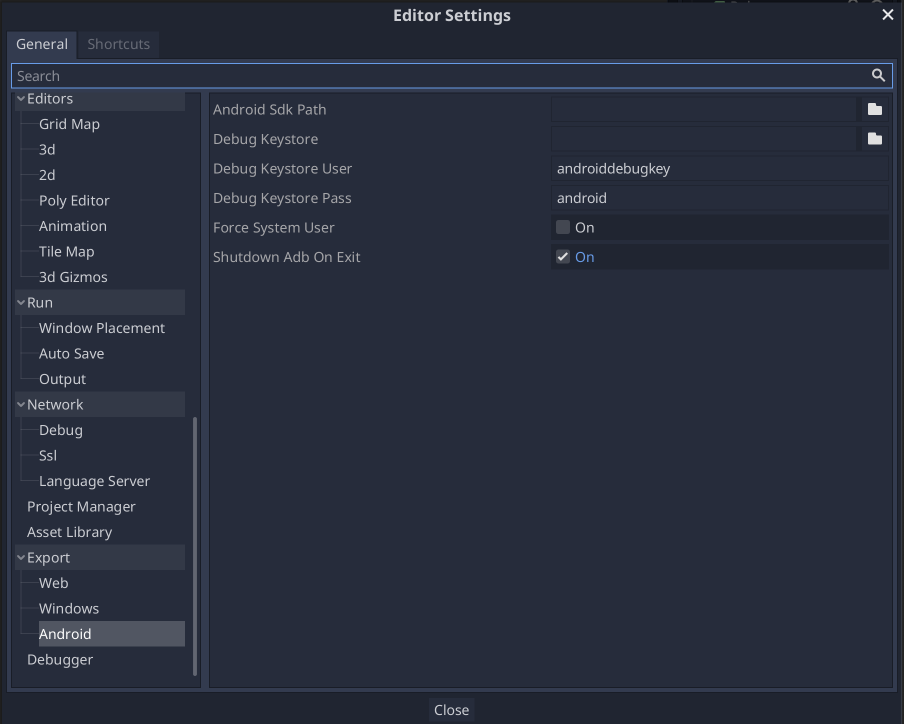 Editor Settings
General
Shortcuts
Search
Editors
Grid Map
3d
2d
Poly Editor
Animation
Tile Map
3d Gizmos
Run
Window Placement
Auto Save
Output
Network
Debug
Ssl
Language Server
Project Manager
Asset Library
Export
Web
Windows
Android
Debugger
Android Sdk Path
Debug Keystore
Debug Keystore User androiddebugkey
Debug Keystore Pass android
Force System User On
Shutdown Adb On Exit On
Close